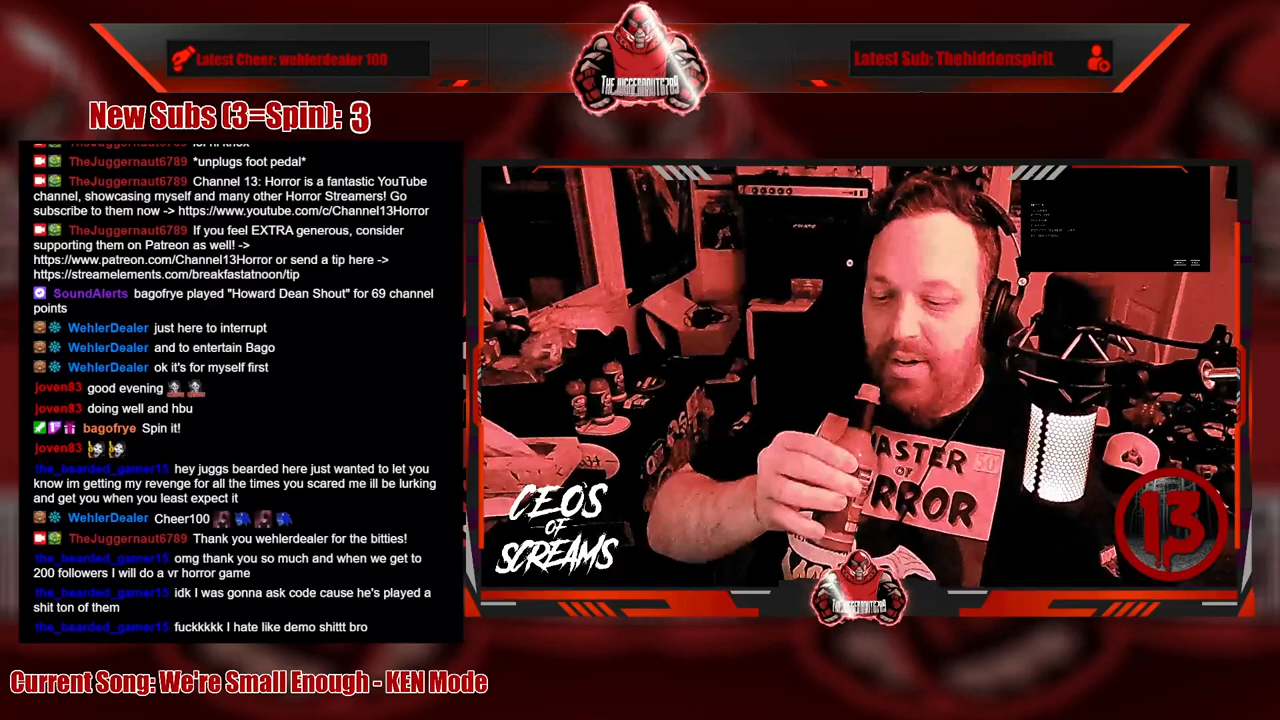 Latest Cheer: wehlerdealer 100
THEJUGGERNAUT6789
Latest Sub: Thehiddenspirit
New Subs (3=Spin): 3
TheJuggernaut6789 *unplugs foot pedal*
TheJuggernaut6789 Channel 13: Horror is a fantastic YouTube
channel, showcasing myself and many other Horror Streamers! Go
subscribe to them now -> https://www.youtube.com/c/Channel13Horror
TheJuggernaut6789 If you feel EXTRA generous, consider
supporting them on Patreon as well! ->
https://www.patreon.com/Channel13Horror or send a tip here ->
https://streamelements.com/breakfastatnoon/tip
SoundAlerts bagofrye played "Howard Dean Shout" for 69 channel
points
WehlerDealer just here to interrupt
WehlerDealer and to entertain Bago
WehlerDealer ok it's for myself first
joven83 good evening
joven83 doing well and hbu
bagofrye Spin it!
joven83
the_bearded_gamer15 hey juggs bearded here just wanted to let you
know im getting my revenge for all the times you scared me ill be lurking
and get you when you least expect it
WehlerDealer Cheer100
TheJuggernaut6789 Thank you wehlerdealer for the bitties!
the_bearded_gamer15 omg thank you so much and when we get to
200 followers I will do a vr horror game
the_bearded_gamer15 idk I was gonna ask code cause he's played a
shit ton of them
the_bearded_gamer15 fuckkkkk I hate like demo shittt bro
MASTER
OF
HORROR
CEO'S
OF
SCREAMS
13
THEJUGGERNAUT6789
Current Song: We're Small Enough - KEN Mode